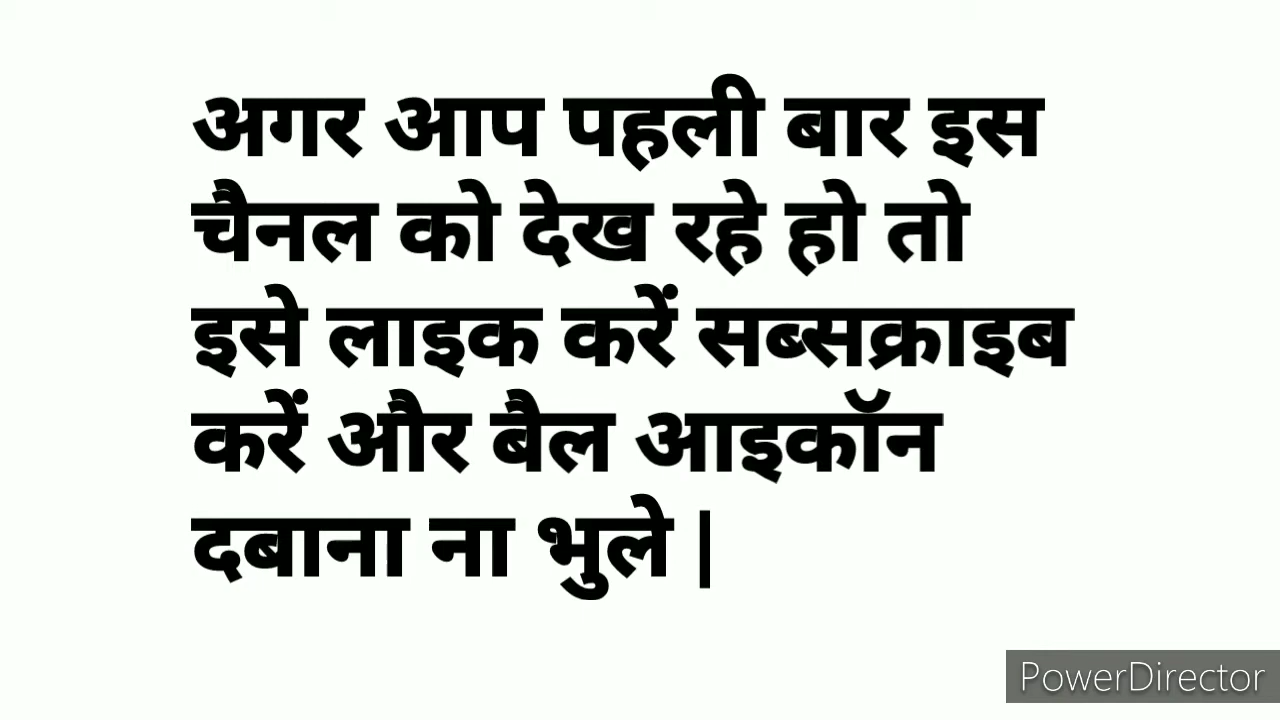 अगर आप पहली बार इस
चैनल को देख रहे हो तो
इसे लाइक करें सब्सक्राइब
करें और बैल आइकॉन
दबाना ना भुले |
PowerDirector